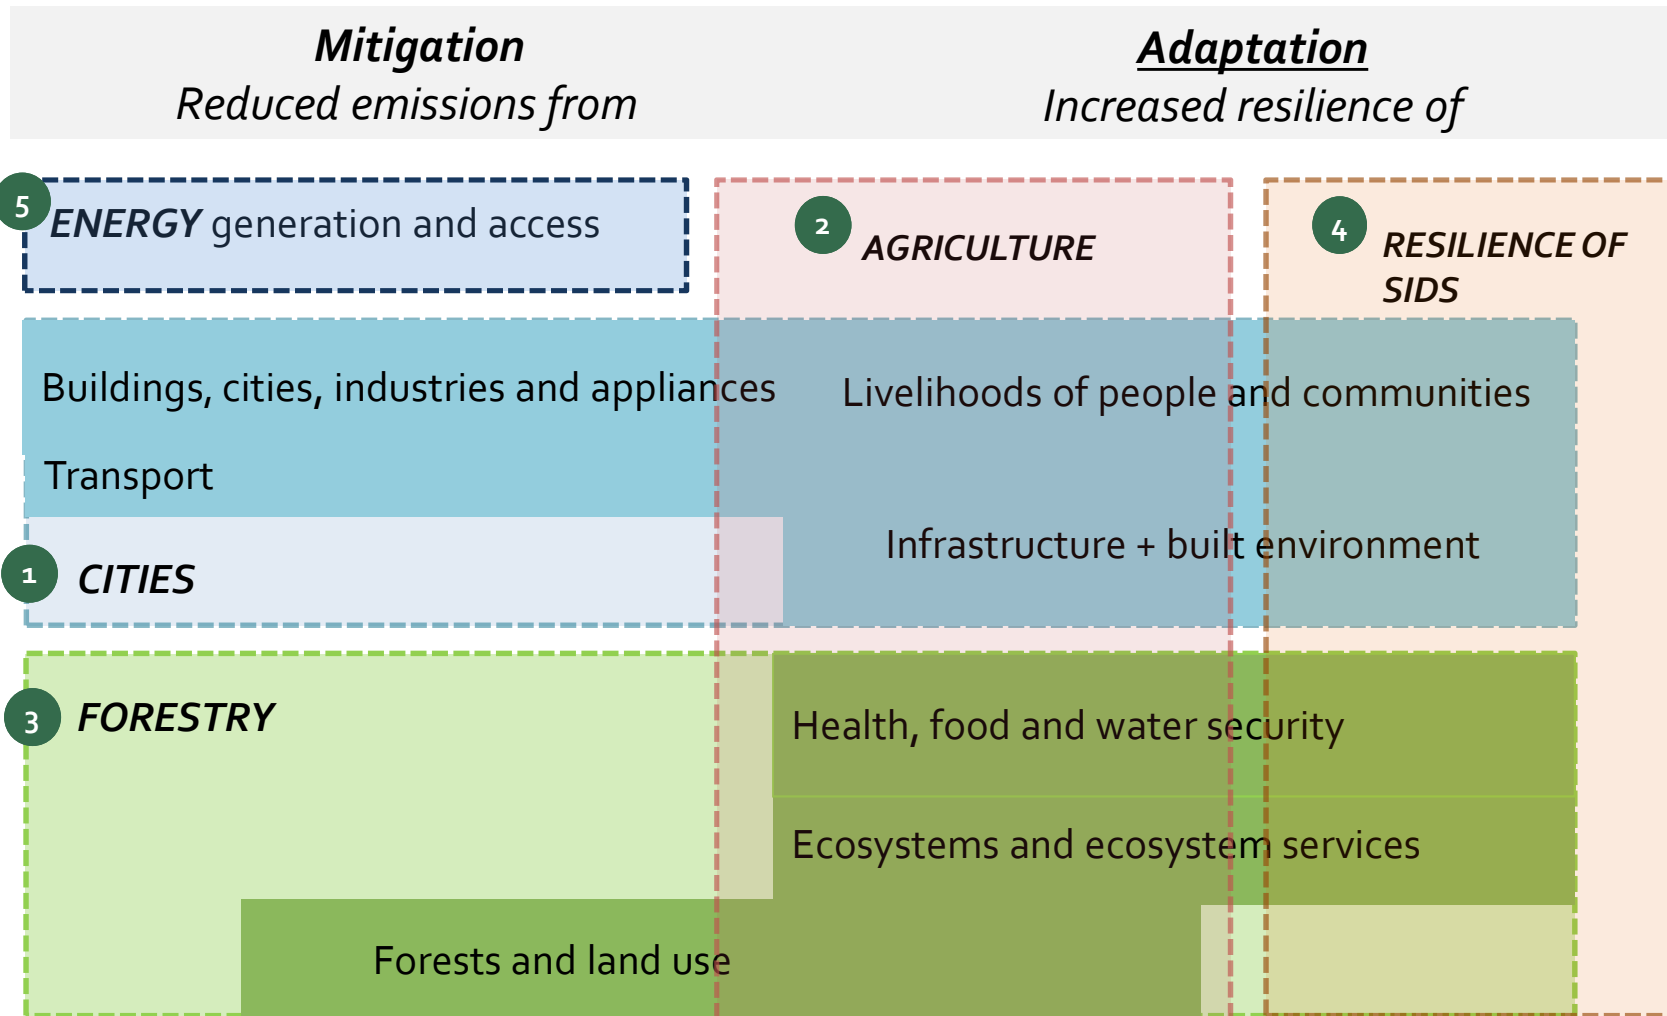 Mitigation
Reduced emissions from
Adaptation
Increased resilience of
5
ENERGY generation and access
2
AGRICULTURE
4
RESILIENCE OF
SIDS
Buildings, cities, industries and appliances
Livelihoods of people and communities
Transport
Infrastructure + built environment
1
CITIES
3
FORESTRY
Health, food and water security
Ecosystems and ecosystem services
Forests and land use